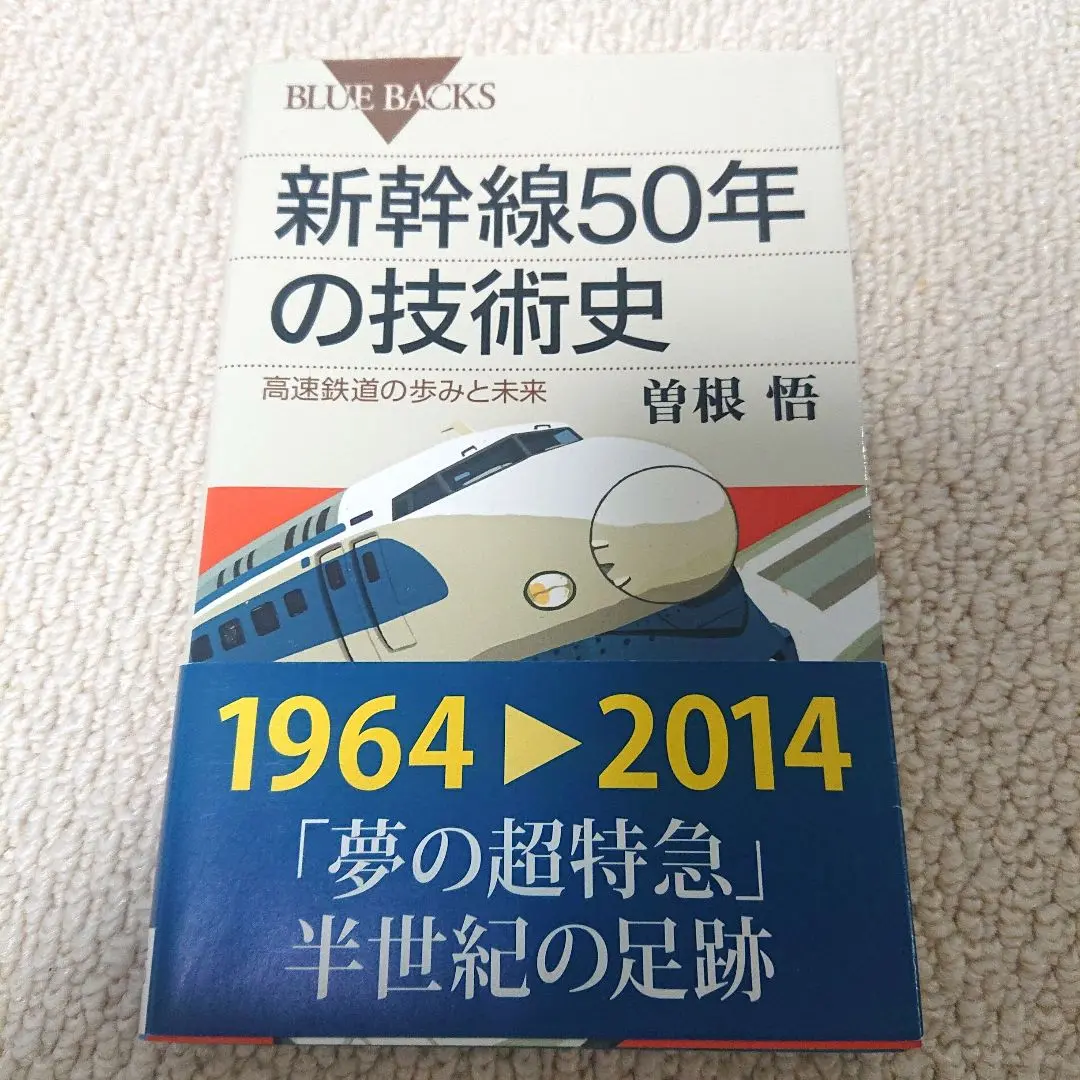 BLUE BACKS
新幹線50年
の技術史
高速鉄道の歩みと未来
曽根 悟
1964▶2014
「夢の超特急」
半世紀の足跡